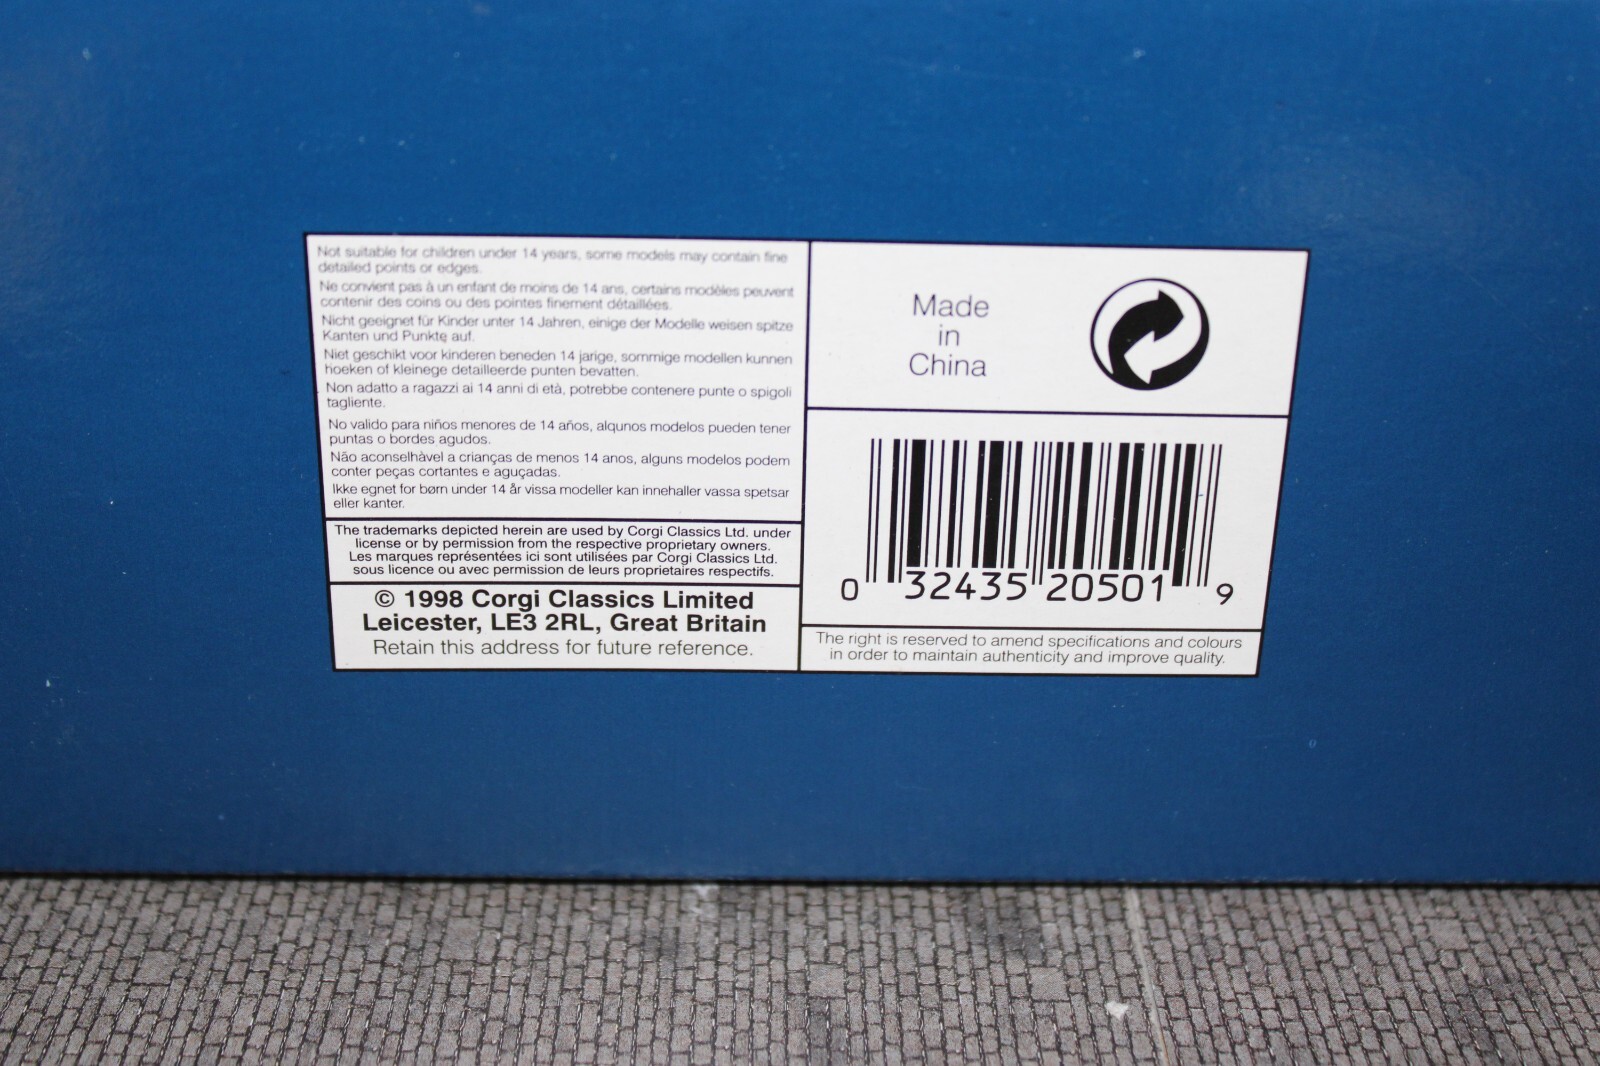 Not suitable for children under 14 years, some models may contain fine
detailed points or edges.
Ne convient pas à un enfant de moins de 14 ans, certains modèles peuvent
contenir des coins ou des pointes finement détaillées.
Nicht geeignet für Kinder unter 14 Jahren, einige der Modelle weisen spitze
Kanten und Punkte auf.
Niet geschikt voor kinderen beneden 14 jarige, sommige modellen kunnen
hoeken of kleinege detailleerde punten bevatten.
Non adatto a ragazzi ai 14 anni di età, potrebbe contenere punte o spigoli
tagliente.
No valido para niños menores de 14 años, alqunos modelos pueden tener
puntas o bordes agudos.
Não aconselhàvel a crianças de menos 14 anos, alguns modelos podem
conter peças cortantes e aguçadas.
Ikke egnet for børn under 14 år vissa modeller kan innehaller vassa spetsar
eller kanter.
The trademarks depicted herein are used by Corgi Classics Ltd. under
license or by permission from the respective proprietary owners.
Les marques représentées ici sont utilisées par Corgi Classics Ltd.
sous licence ou avec permission de leurs proprietaires respectifs.
© 1998 Corgi Classics Limited
Leicester, LE3 2RL, Great Britain
Retain this address for future reference.
Made
in
China
0 32435 20501 9
The right is reserved to amend specifications and colours
in order to maintain authenticity and improve quality.